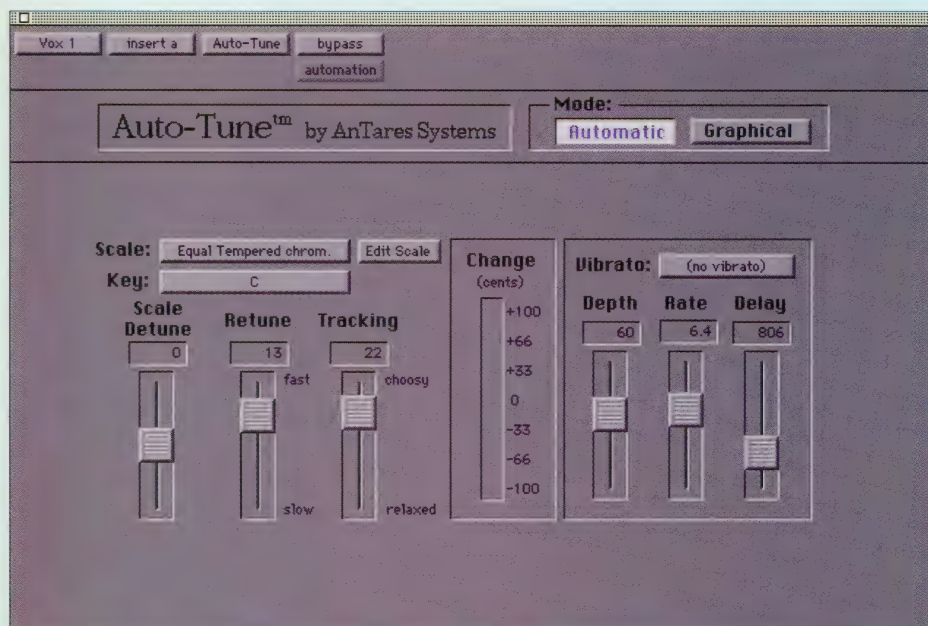 Vox 1 insert a Auto-Tune bypass
automation
Auto-Tune™ by AnTares Systems
Mode:
Automatic Graphical
Scale: Equal Tempered chrom. Edit Scale
Key: C
Scale Detune
0
Retune
13
fast
slow
Tracking
22
choosy
relaxed
Change
(cents)
+100
+66
+33
0
-33
-66
-100
Vibrato: (no vibrato)
Depth Rate Delay
60 6.4 806